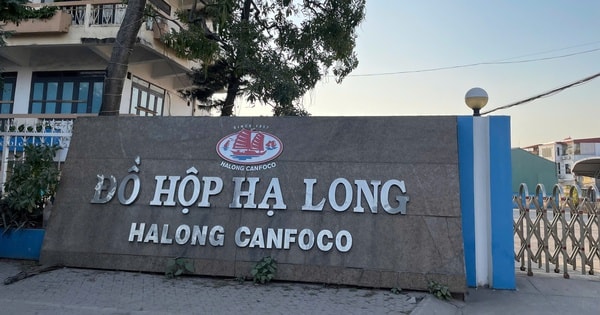 SINCE 1957
HALONG CANFOCO
ĐỒ HỘP HẠ LONG
HALONG CANFOCO